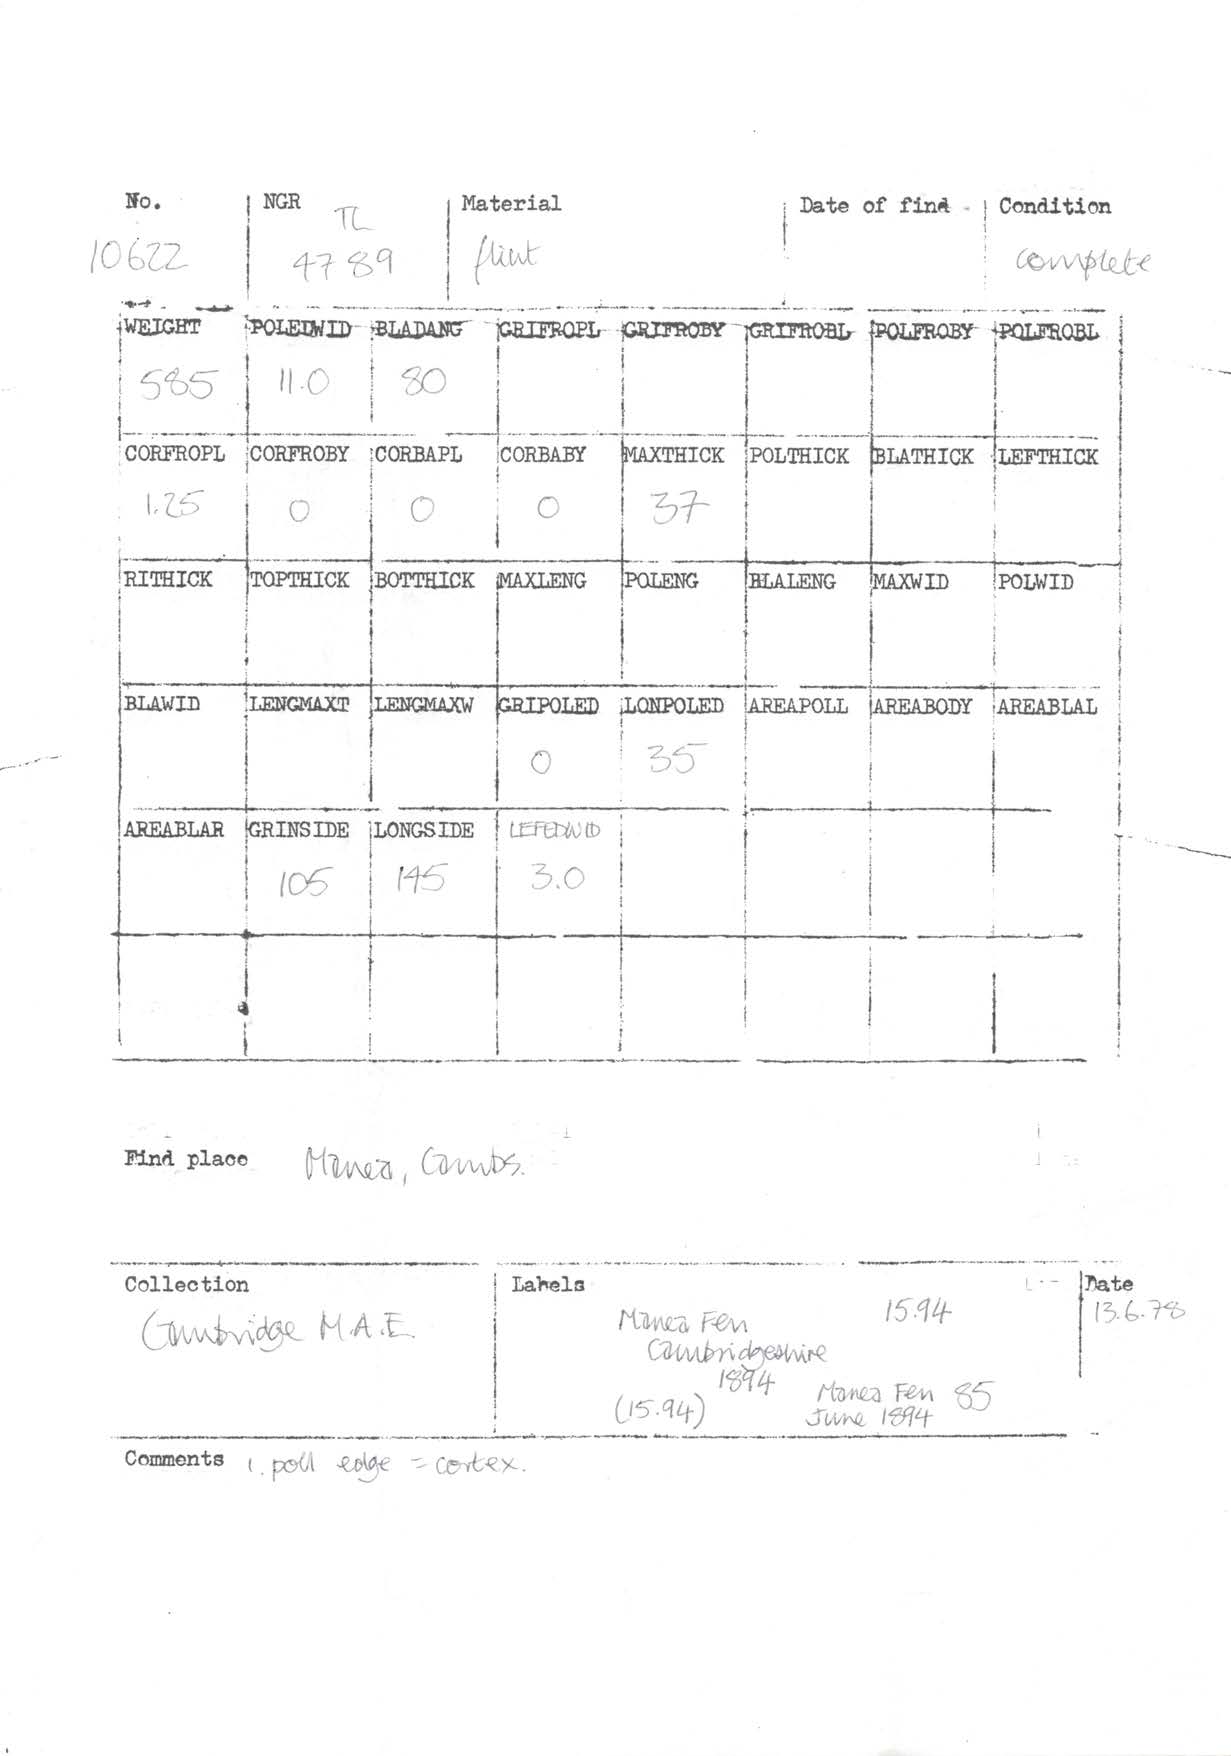 No. NGR Material Date of find Condition
TL
10622 47 89 flint complete
WEIGHT POLEDWID BLADANG GRIFROPL GRIFROBY GRIFROBL POLFROBY POLFROBL
585 11.0 80
CORFROPL CORFROBY CORBAPL CORBABY MAXTHICK POLTHICK BLATHICK LEFTHICK
1.25 0 0 0 37
RITHICK TOPTHICK BOTTHICK MAXLENG POLENG BLALENG MAXWID POLWID
BLAWID LENGMAXT LENGMAXW GRIPOLED LONPOLED AREAPOLL AREABODY AREABLAL
0 35
AREABLAR GRINSIDE LONGSIDE LEFEDWID
105 145 3.0
Find place Manea, Cambs.
Collection Labels Date
Cambridge M.A.E. Manea Fen 15.94 13.6.78
Cambridgeshire
1894
(15.94) Manea Fen 85
June 1894
Comments 1. poll edge = cortex.